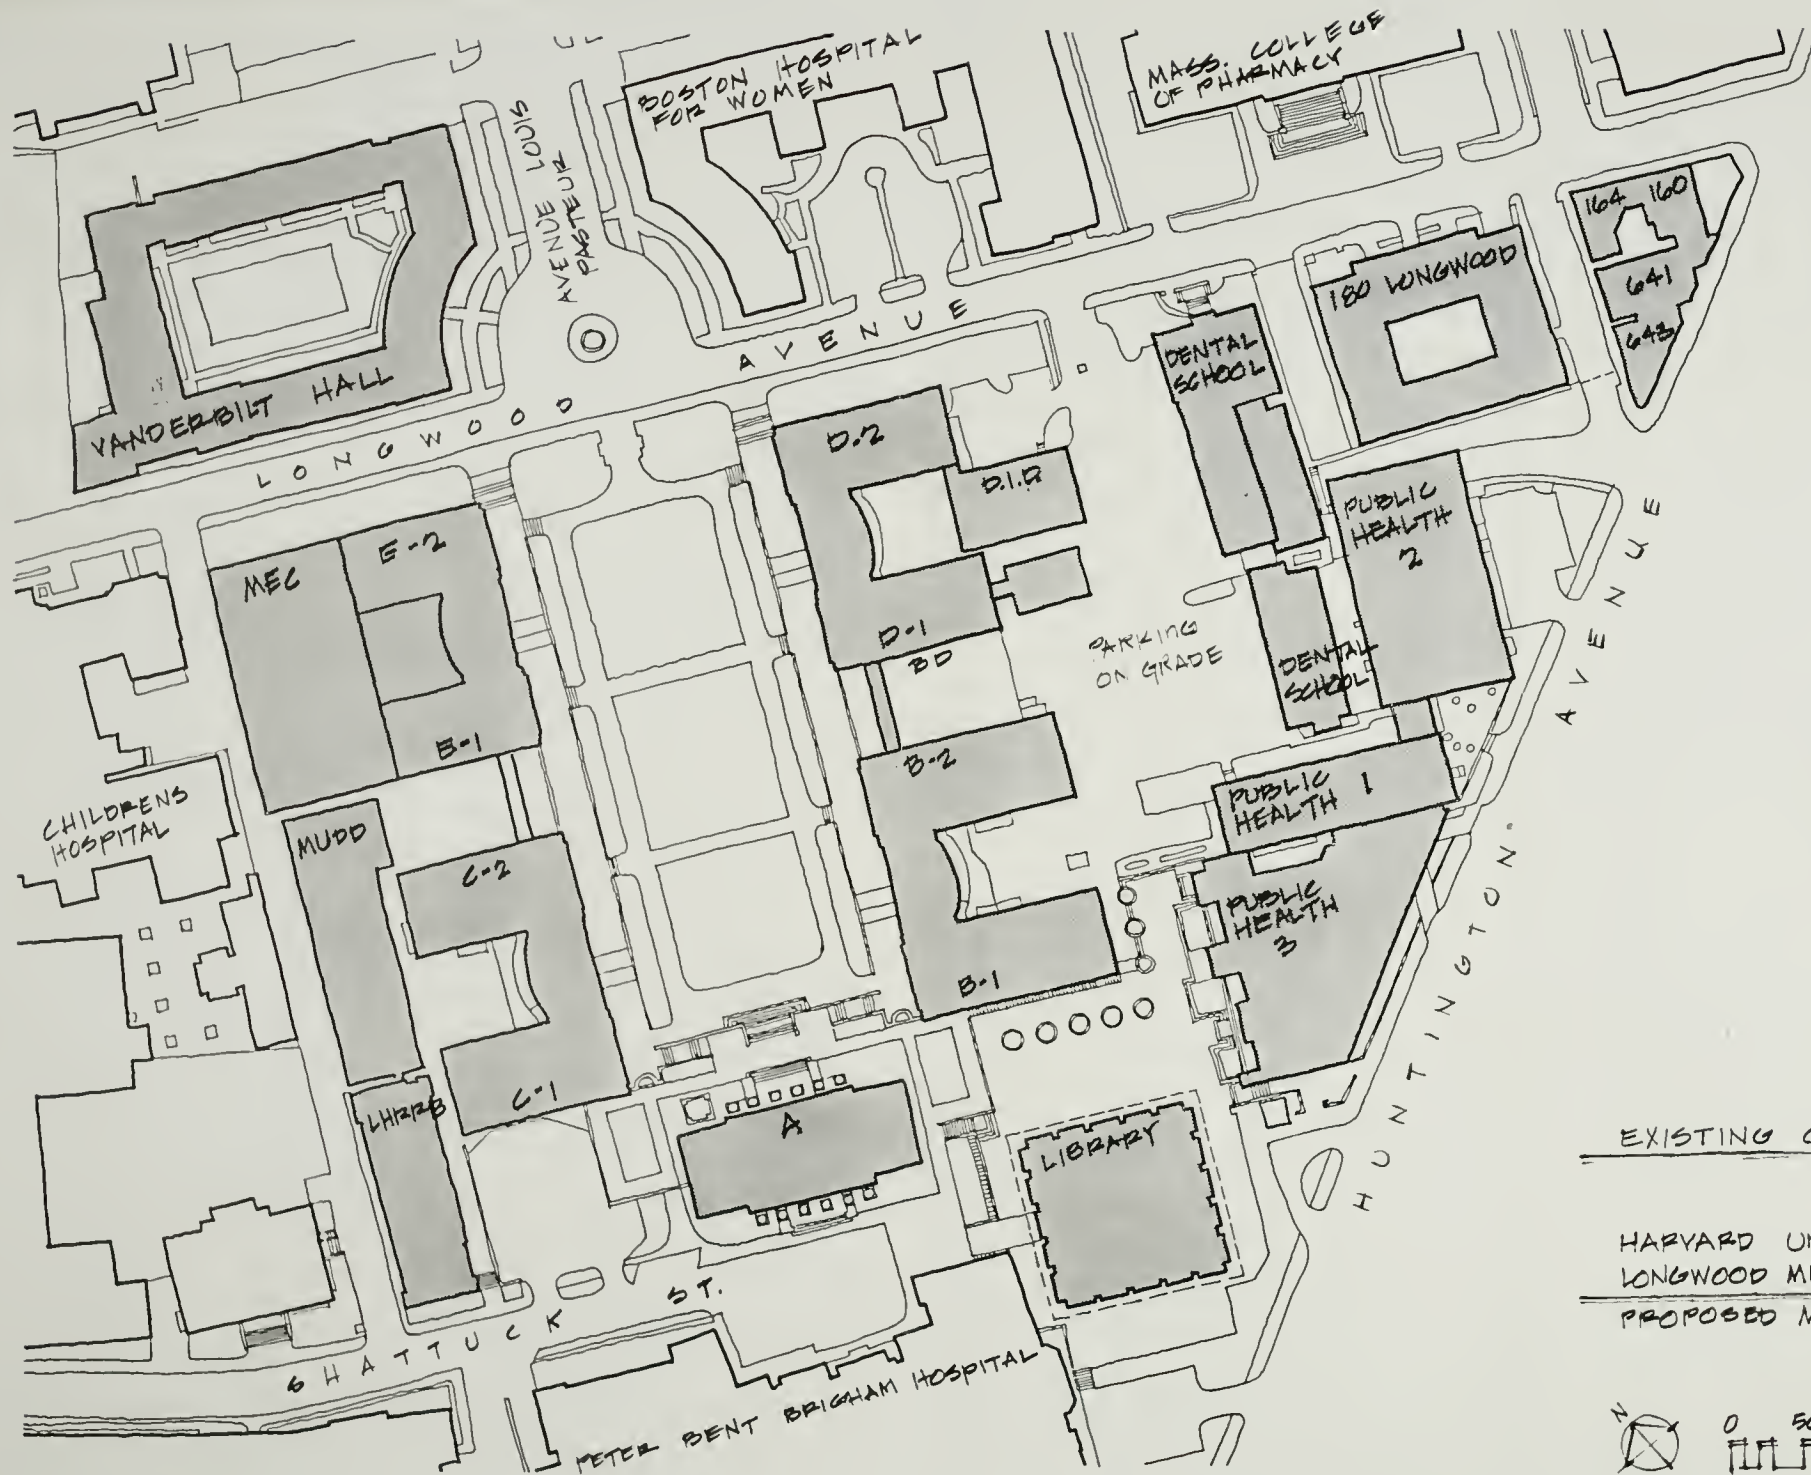 MASS. COLLEGE
OF PHARMACY
BOSTON HOSPITAL
FOR WOMEN
AVENUE LOUIS
PASTEUR
164 160
641
643
180 LONGWOOD
DENTAL
SCHOOL
VANDERBILT HALL
LONGWOOD AVENUE
D-2
D.1.B
PUBLIC
HEALTH
2
E-2
MEC
D-1
BD
PARKING
ON GRADE
DENTAL
SCHOOL
E-1
B-2
PUBLIC
HEALTH 1
CHILDRENS
HOSPITAL
MUDD
C-2
PUBLIC
HEALTH
3
B-1
HUNTINGTON. AVENUE
C-1
LHRRB
A
LIBRARY
SHATTUCK ST.
PETER BENT BRIGHAM HOSPITAL
EXISTING
HARVARD
LONGWOOD
PROPOSED
N
0